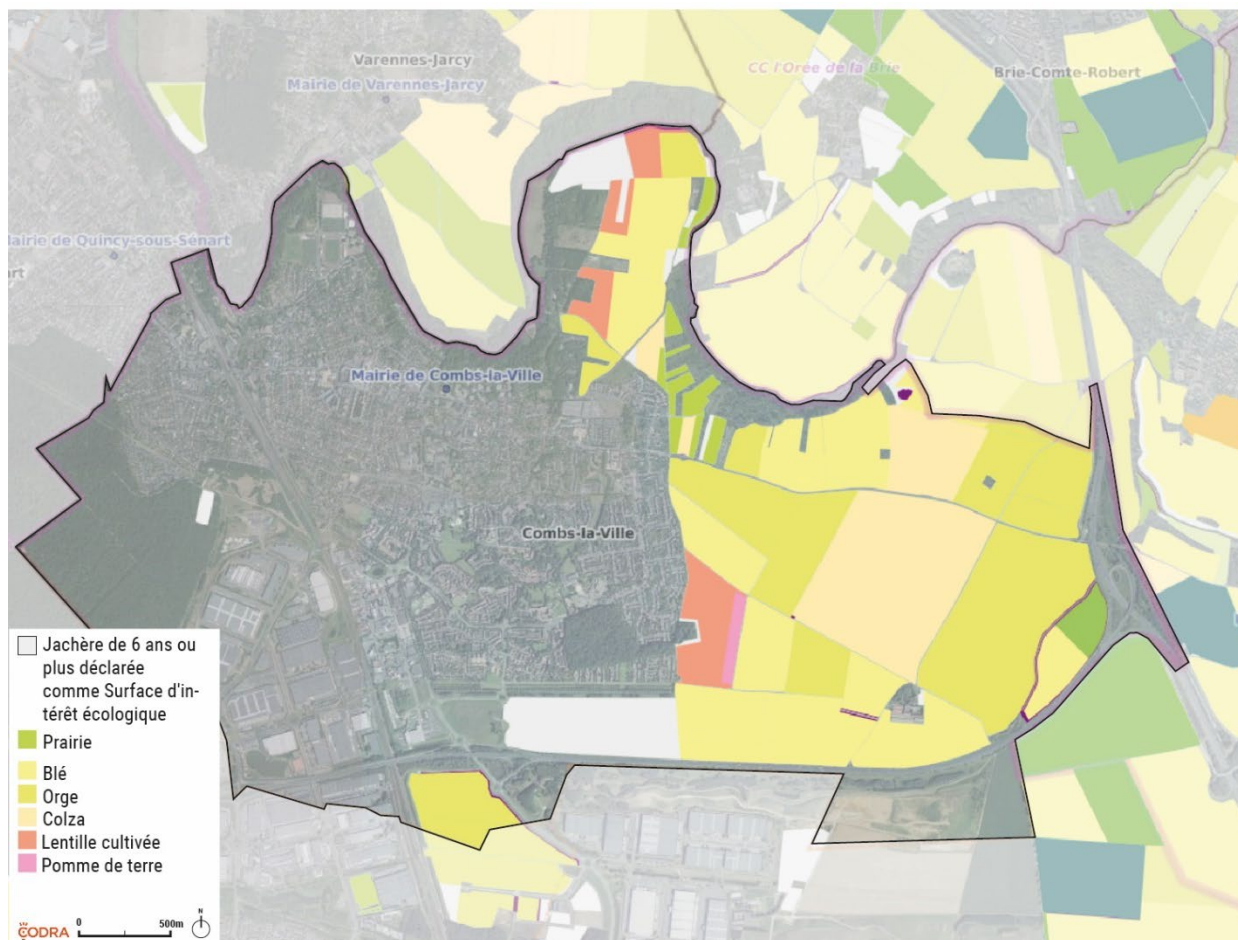 Varennes-Jarcy
Mairie de Varennes-Jarcy
CC l'Orée de la Brie
Brie-Comte-Robert
Mairie de Quincy-sous-Sénart
Mairie de Combs-la-Ville
Combs-la-Ville
Jachère de 6 ans ou
plus déclarée
comme Surface d'in-
térêt écologique
Prairie
Blé
Orge
Colza
Lentille cultivée
Pomme de terre
CODRA
0
500m
N